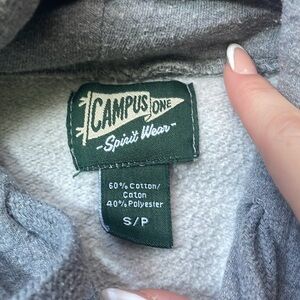 CAMPUS ONE
-Spirit Wear-
60% Cotton/
Coton
40% Polyester
S/P